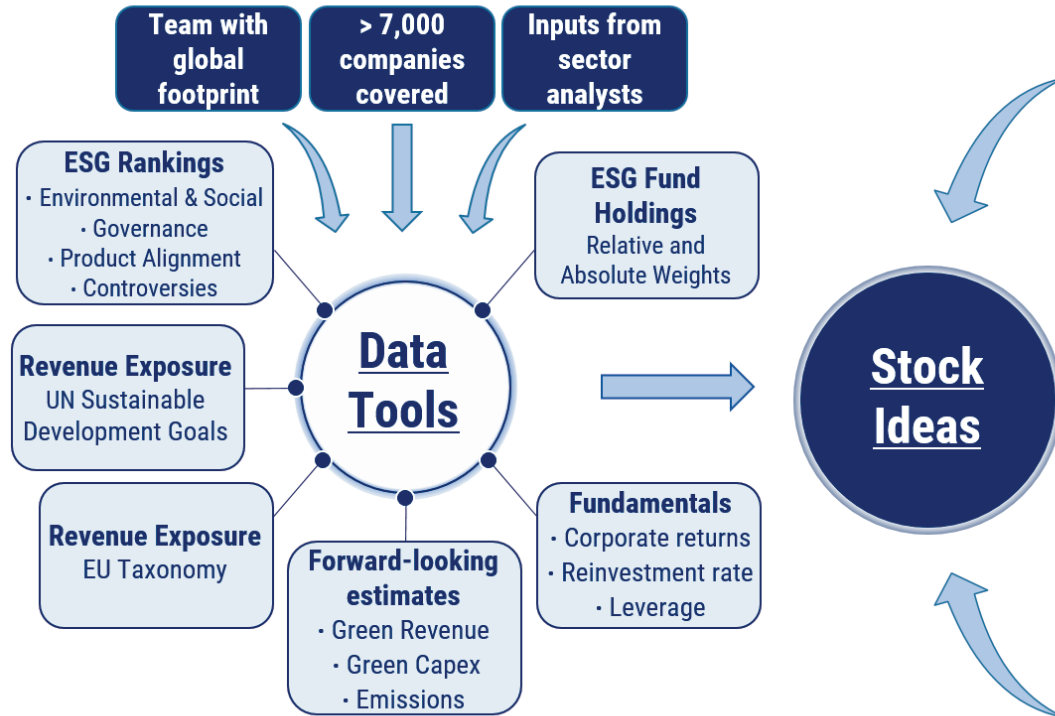 Team with
global
footprint
> 7,000
companies
covered
Inputs from
sector
analysts
ESG Rankings
· Environmental & Social
· Governance
· Product Alignment
· Controversies
ESG Fund
Holdings
Relative and
Absolute Weights
Revenue Exposure
UN Sustainable
Development Goals
Data
Tools
Stock
Ideas
Revenue Exposure
EU Taxonomy
Forward-looking
estimates
· Green Revenue
· Green Capex
· Emissions
Fundamentals
· Corporate returns
· Reinvestment rate
· Leverage